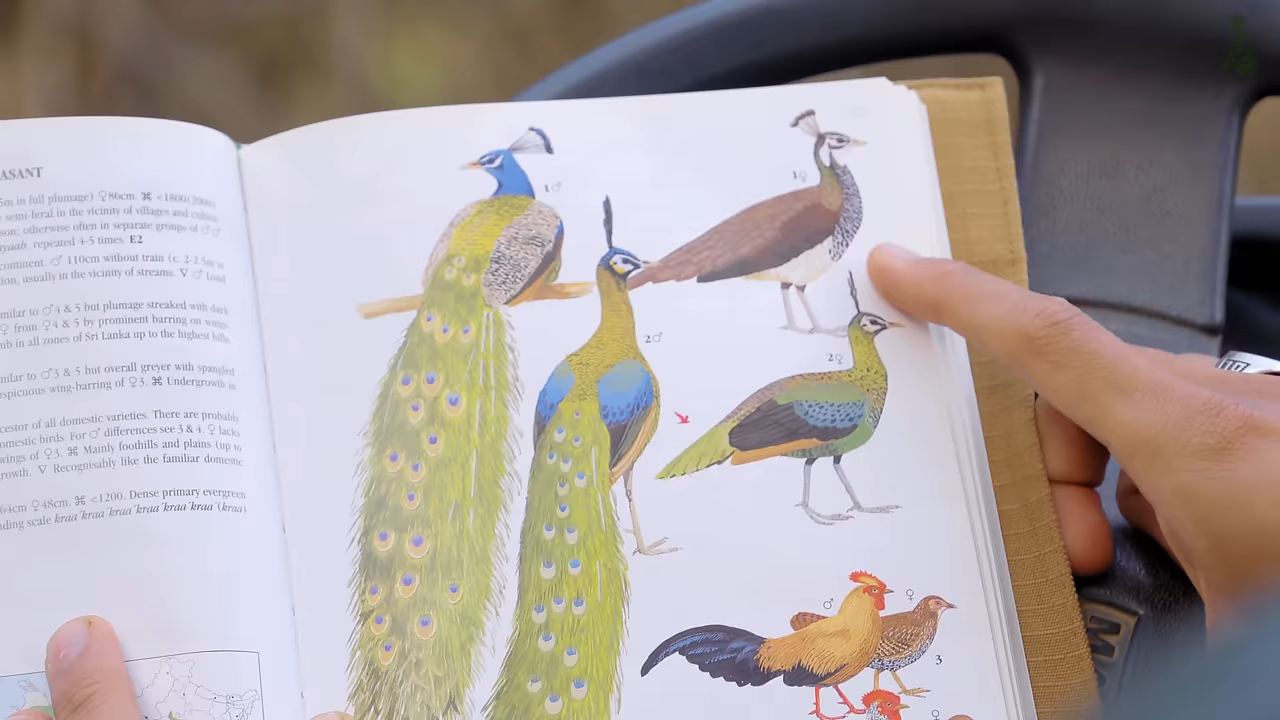 ASANT
5m in full plumage) ♀86cm. ⌘ <1800(2000)
semi-feral in the vicinity of villages and
son; otherwise often in separate groups of ♂♂
yaab, repeated 4-5 times. E2
continent. ♂ 110cm without train (c. 2-2.5m in
ion, usually in the vicinity of streams. ∇ ♂ Loud
milar to ♂4 & 5 but plumage streaked with dark
♀ from ♀4 & 5 by prominent barring on wings.
ub in all zones of Sri Lanka up to the highest hills.
milar to ♂3 & 5 but overall greyer with spangled
spicuous wing-barring of ♀3. ⌘ Undergrowth in
cestor of all domestic varieties. There are probably
omestic birds. For ♂ differences see 3 & 4. ♀ lacks
wings of ♀3. ⌘ Mainly foothills and plains (up to
rowth. ∇ Recognisably like the familiar domestic
64cm ♀48cm. ⌘ <1200. Dense primary evergreen
nding scale kraa kraa kraa kraa kraa kraa (kraa)
1♂
1♀
2♂
2♀
♂
♀
3
♀
M